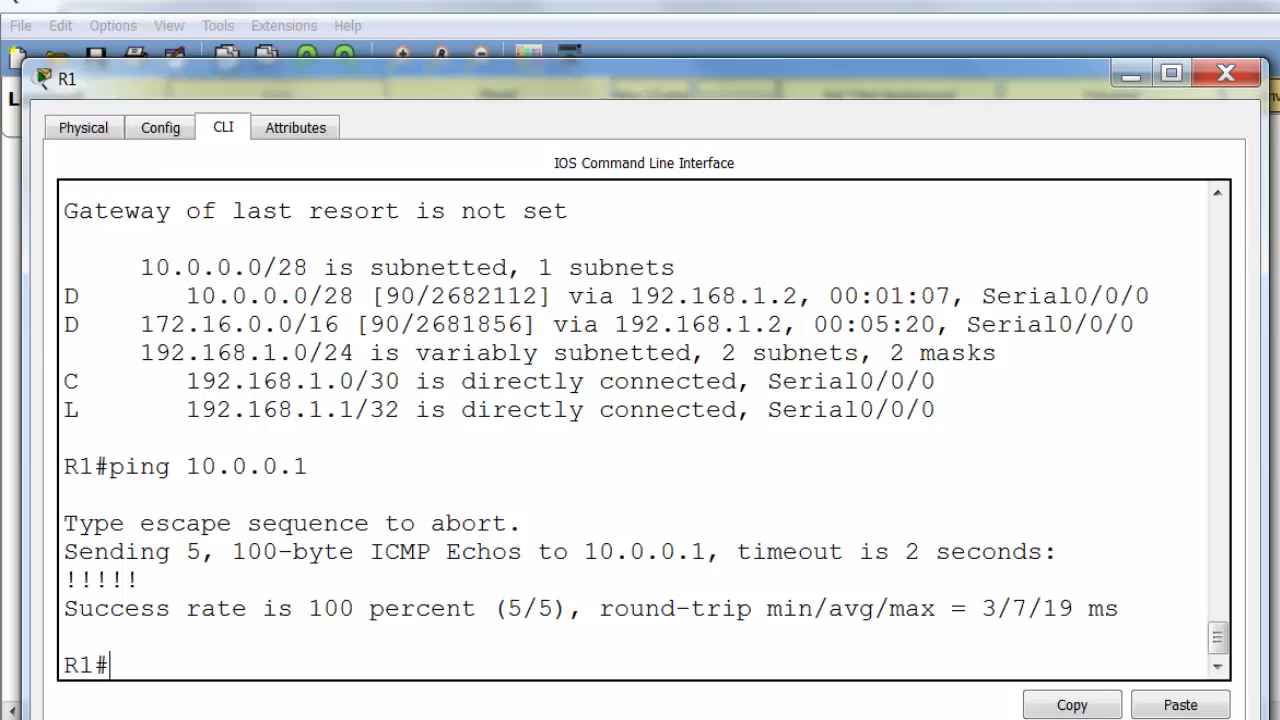 File Edit Options View Tools Extensions Help
R1
Physical Config CLI Attributes
IOS Command Line Interface
Gateway of last resort is not set
10.0.0.0/28 is subnetted, 1 subnets
D 10.0.0.0/28 [90/2682112] via 192.168.1.2, 00:01:07, Serial0/0/0
D 172.16.0.0/16 [90/2681856] via 192.168.1.2, 00:05:20, Serial0/0/0
192.168.1.0/24 is variably subnetted, 2 subnets, 2 masks
C 192.168.1.0/30 is directly connected, Serial0/0/0
L 192.168.1.1/32 is directly connected, Serial0/0/0
R1#ping 10.0.0.1
Type escape sequence to abort.
Sending 5, 100-byte ICMP Echos to 10.0.0.1, timeout is 2 seconds:
!!!!!
Success rate is 100 percent (5/5), round-trip min/avg/max = 3/7/19 ms
R1#
Copy Paste